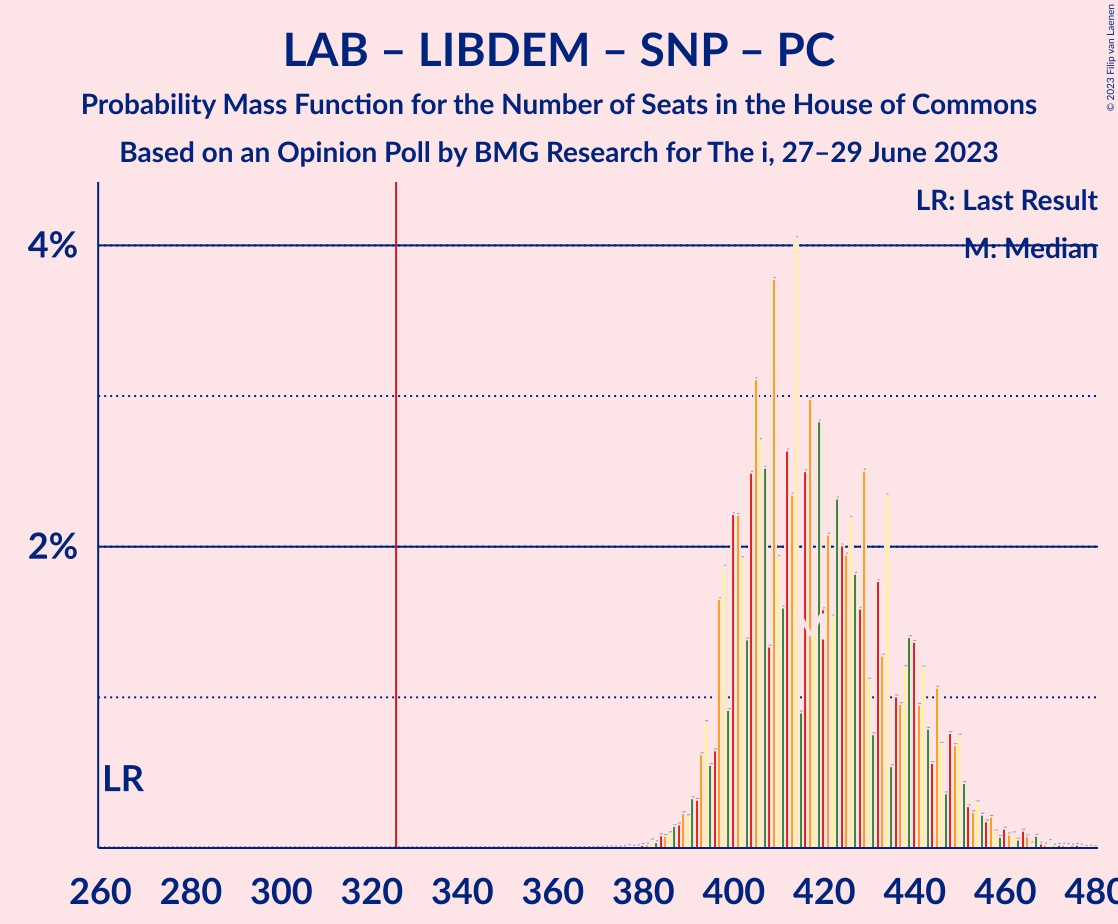 LAB – LIBDEM – SNP – PC
Probability Mass Function for the Number of Seats in the House of Commons
Based on an Opinion Poll by BMG Research for The i, 27–29 June 2023
© 2023 Filip van Laenen
LR: Last Result
M: Median
4%
2%
LR
260 280 300 320 340 360 380 400 420 440 460 480